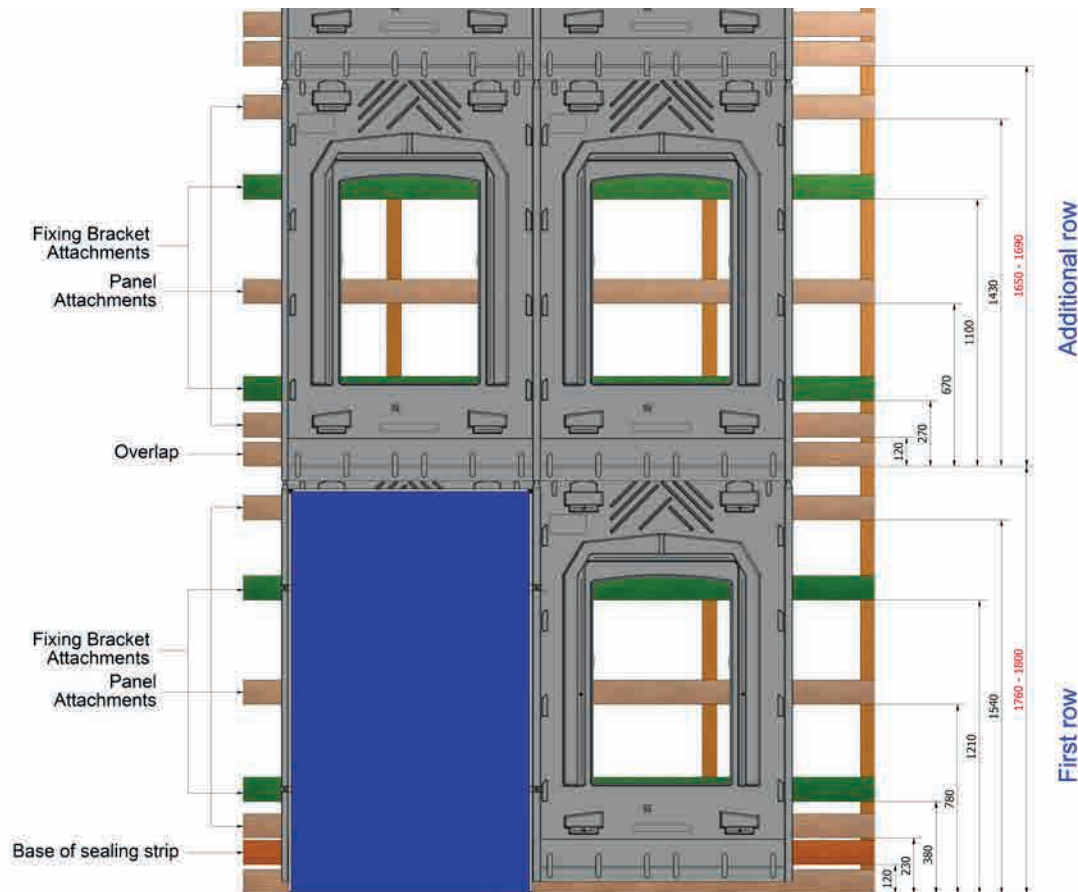 Fixing Bracket
Attachments
Panel
Attachments
Overlap
1430
1100
670
270
120
1650 - 1690
Additional row
Fixing Bracket
Attachments
Panel
Attachments
Base of sealing strip
1540
1210
780
380
230
120
1760 - 1800
First row